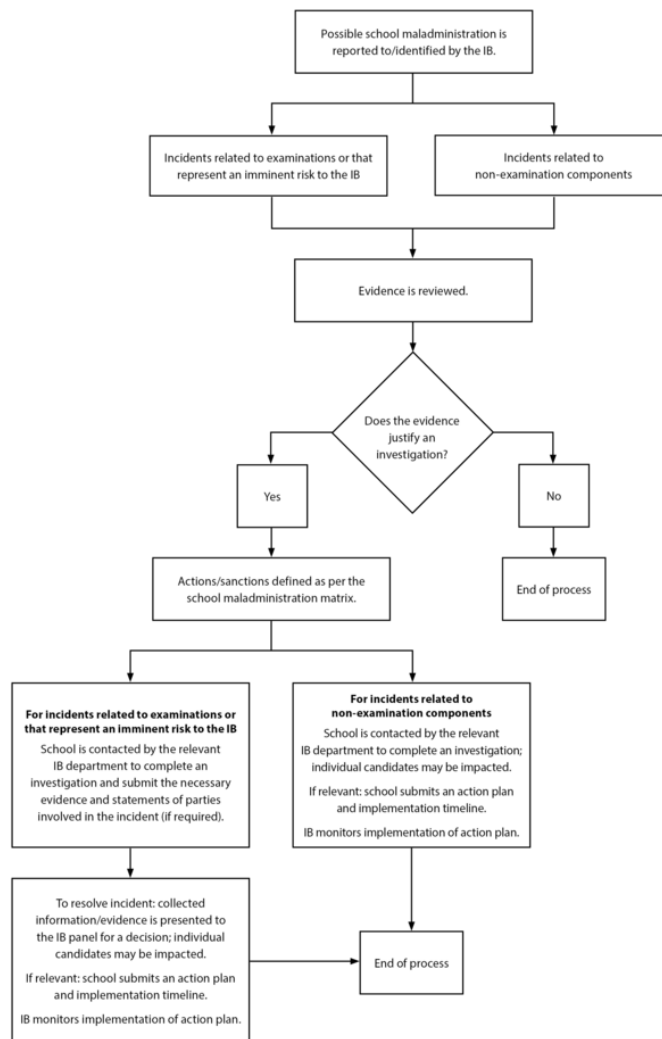 Possible school maladministration is
reported to/identified by the IB.
Incidents related to examinations or that
represent an imminent risk to the IB
Incidents related to
non-examination components
Evidence is reviewed.
Does the evidence
justify an
investigation?
Yes
No
Actions/sanctions defined as per the
school maladministration matrix.
End of process
For incidents related to examinations or
that represent an imminent risk to the IB
School is contacted by the relevant
IB department to complete an
investigation and submit the necessary
evidence and statements of parties
involved in the incident (if required).
For incidents related to
non-examination components
School is contacted by the relevant
IB department to complete an investigation;
individual candidates may be impacted.
If relevant: school submits an action plan
and implementation timeline.
IB monitors implementation of action plan.
To resolve incident: collected
information/evidence is presented to
the IB panel for a decision; individual
candidates may be impacted.
If relevant: school submits an action plan
and implementation timeline.
IB monitors implementation of action plan.
End of process